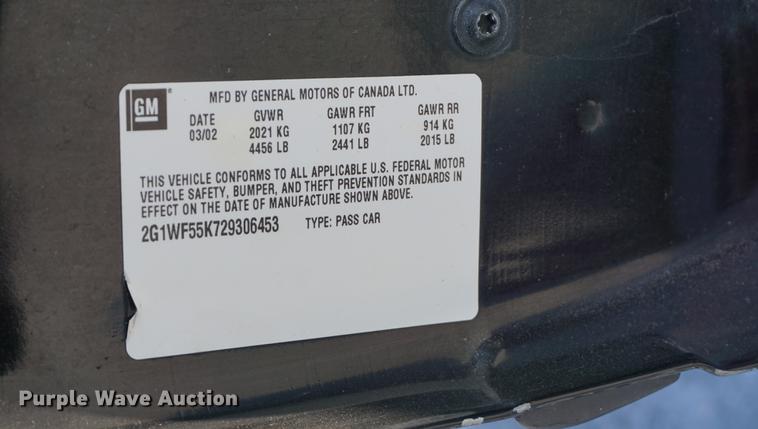 GM
MFD BY GENERAL MOTORS OF CANADA LTD.
DATE GVWR GAWR FRT GAWR RR
03/02 2021 KG 1107 KG 914 KG
4456 LB 2441 LB 2015 LB
THIS VEHICLE CONFORMS TO ALL APPLICABLE U.S. FEDERAL MOTOR
VEHICLE SAFETY, BUMPER, AND THEFT PREVENTION STANDARDS IN
EFFECT ON THE DATE OF MANUFACTURE SHOWN ABOVE.
2G1WF55K729306453 TYPE: PASS CAR
Purple Wave Auction